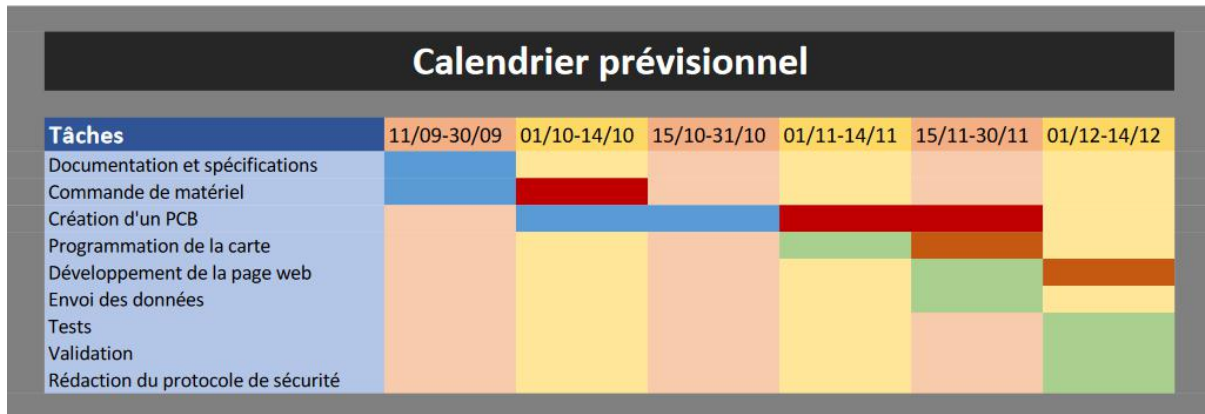 Calendrier prévisionnel
Tâches 11/09-30/09 01/10-14/10 15/10-31/10 01/11-14/11 15/11-30/11 01/12-14/12
Documentation et spécifications
Commande de matériel
Création d'un PCB
Programmation de la carte
Développement de la page web
Envoi des données
Tests
Validation
Rédaction du protocole de sécurité